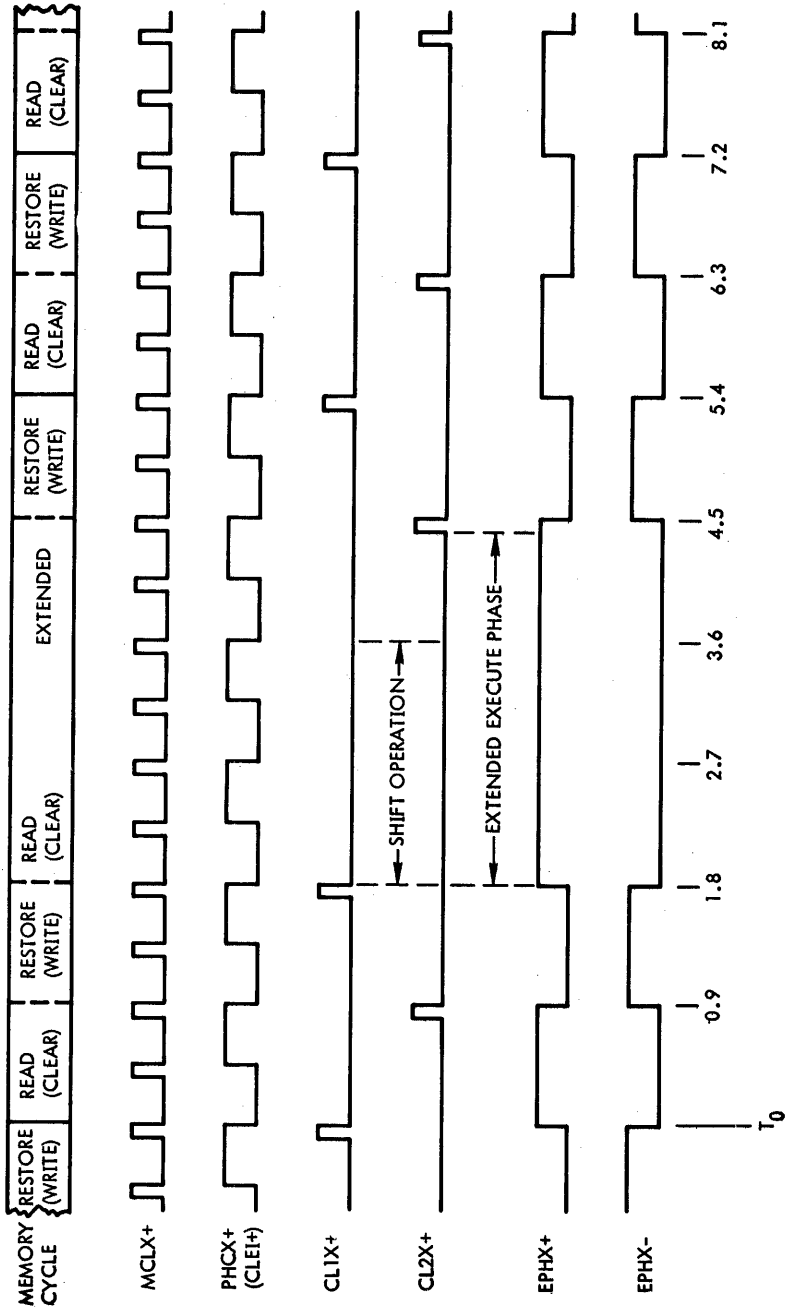 MEMORY
CYCLE
RESTORE
(WRITE)
READ
(CLEAR)
RESTORE
(WRITE)
READ
(CLEAR)
EXTENDED
RESTORE
(WRITE)
READ
(CLEAR)
RESTORE
(WRITE)
READ
(CLEAR)
MCLX+
PHCX+
(CLEI+)
CL1X+
SHIFT OPERATION
CL2X+
EXTENDED EXECUTE PHASE
EPHX+
EPHX-
T0
0.9
1.8
2.7
3.6
4.5
5.4
6.3
7.2
8.1